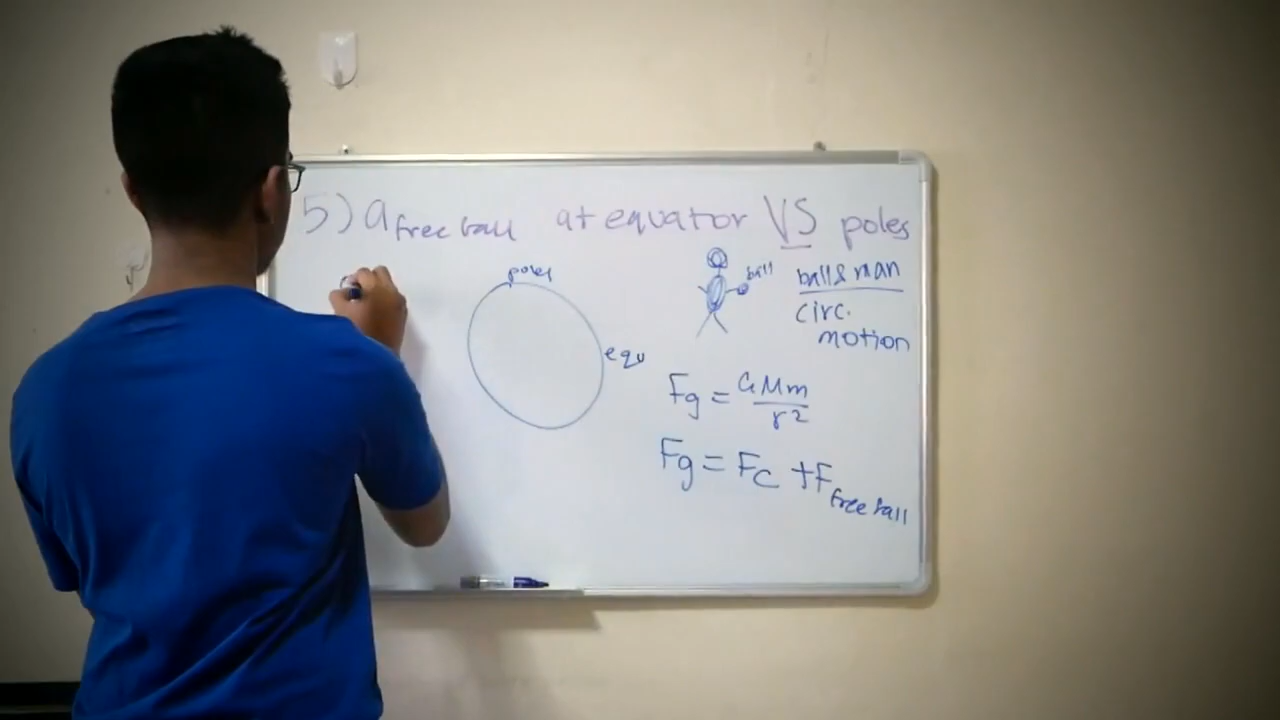 5) a free ball at equator VS poles
poles
equ
ball
ball & man
circ.
motion
Fg = GMm
r2
Fg = Fc + F free fall